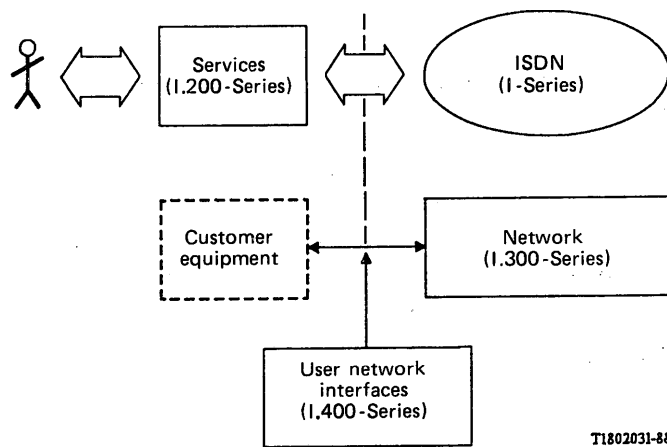 Services
(I.200-Series)
ISDN
(I-Series)
Customer
equipment
Network
(I.300-Series)
User network
interfaces
(I.400-Series)
T1802031-88